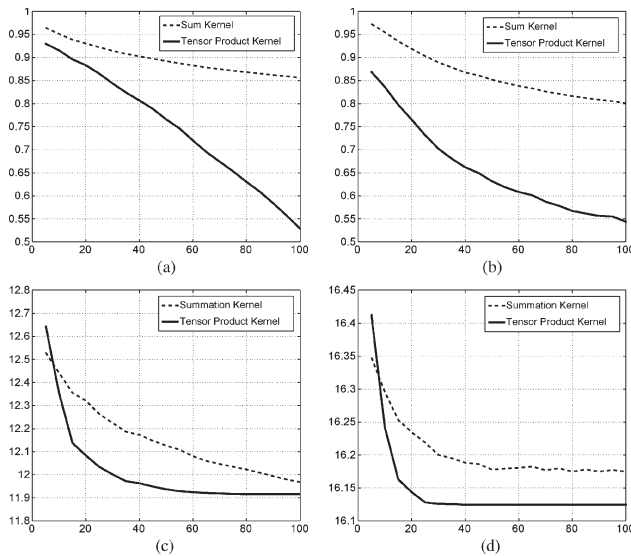 1
0.95
0.9
0.85
0.8
0.7
0.7
0.6
0.6
0.55
0.5
Sum Kernel
Tensor Product Kernel
0 20 40 60 80 100
(a)
1
0.95
0.9
0.85
0.8
0.7
0.7
0.6
0.6
0.55
0.5
Sum Kernel
Tensor Product Kernel
0 20 40 60 80 100
(b)
12.8
12.7
12.6
12.5
12.4
12.3
12.2
12.1
12
11.9
11.8
Summation Kernel
Tensor Product Kernel
0 20 40 60 80 100
(c)
16.45
16.4
16.35
16.3
16.25
16.2
16.15
16.1
Summation Kernel
Tensor Product Kernel
0 20 40 60 80 100
(d)